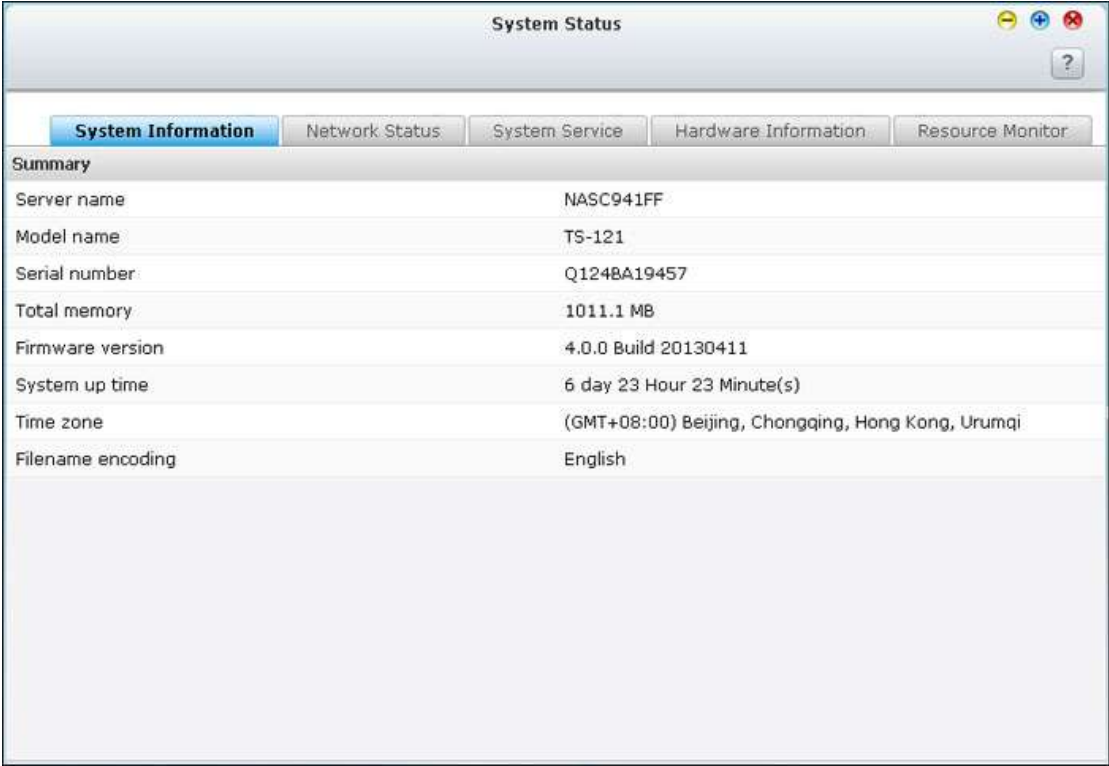 System Status
?
System Information Network Status System Service Hardware Information Resource Monitor
Summary
Server name NASC941FF
Model name TS-121
Serial number Q124BA19457
Total memory 1011.1 MB
Firmware version 4.0.0 Build 20130411
System up time 6 day 23 Hour 23 Minute(s)
Time zone (GMT+08:00) Beijing, Chongqing, Hong Kong, Urumqi
Filename encoding English